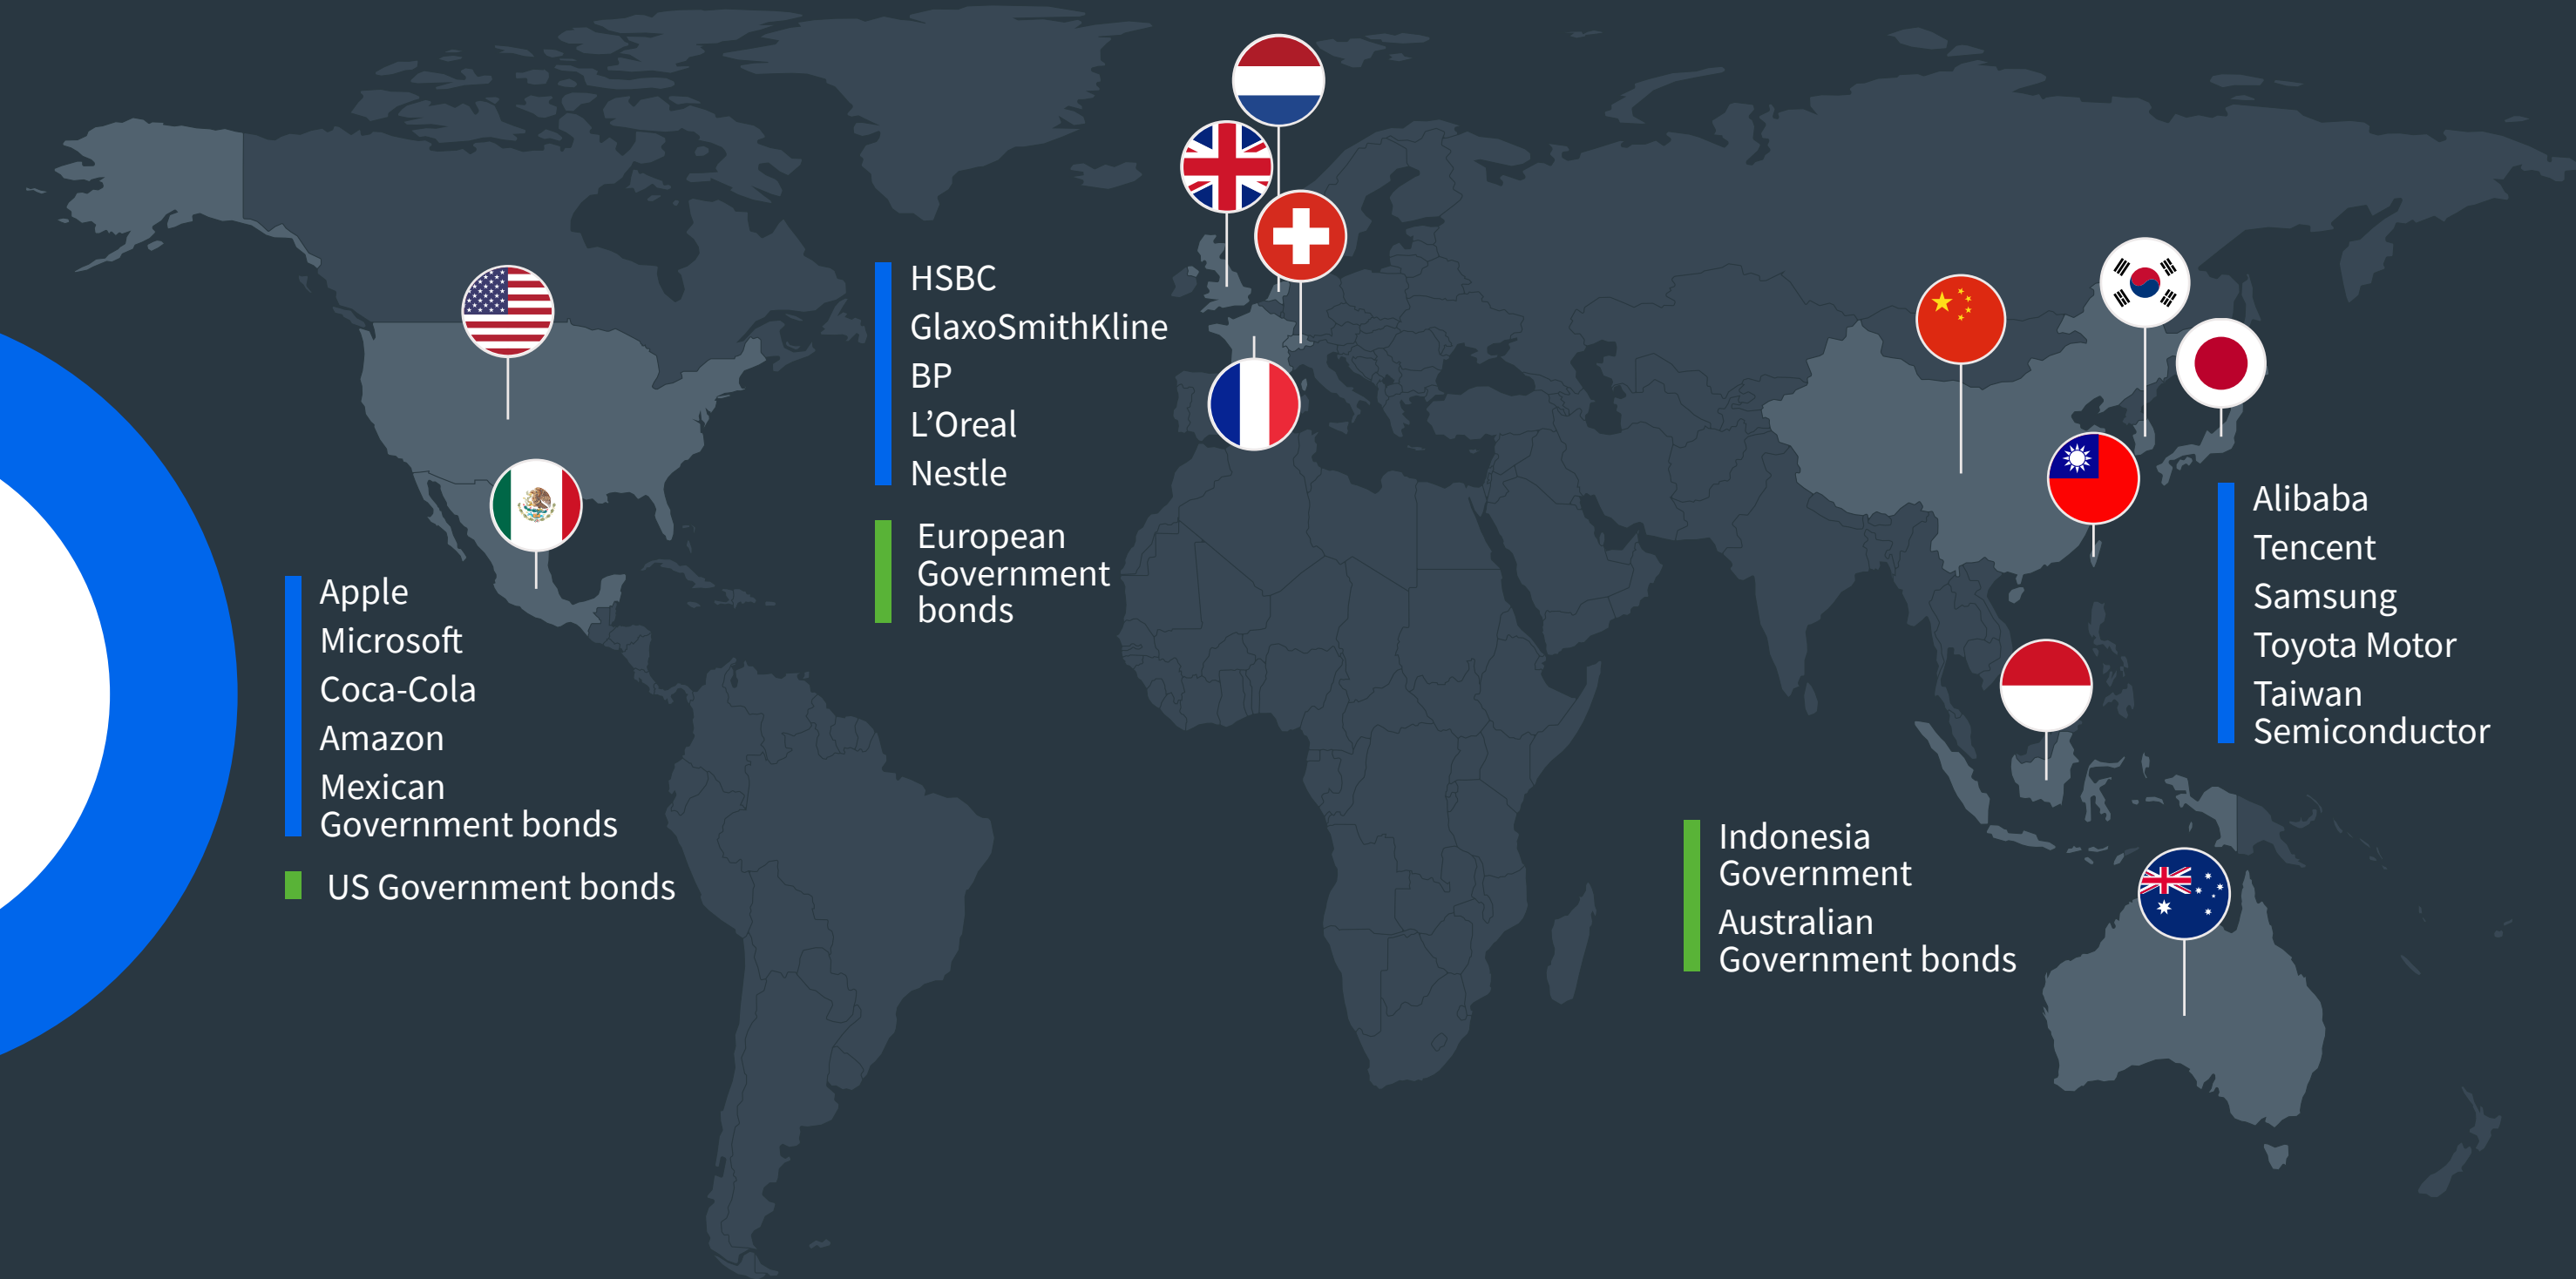 HSBC
GlaxoSmithKline
BP
L’Oreal
Nestle
European
Government
bonds
Apple
Microsoft
Coca-Cola
Amazon
Mexican
Government bonds
US Government bonds
Alibaba
Tencent
Samsung
Toyota Motor
Taiwan
Semiconductor
Indonesia
Government
Australian
Government bonds